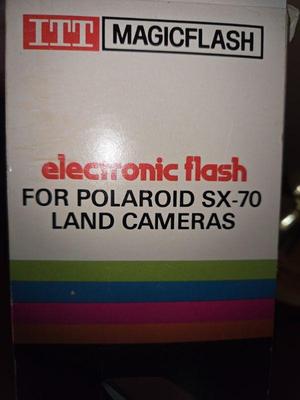 ITT MAGICFLASH
electronic flash
FOR POLAROID SX-70
LAND CAMERAS